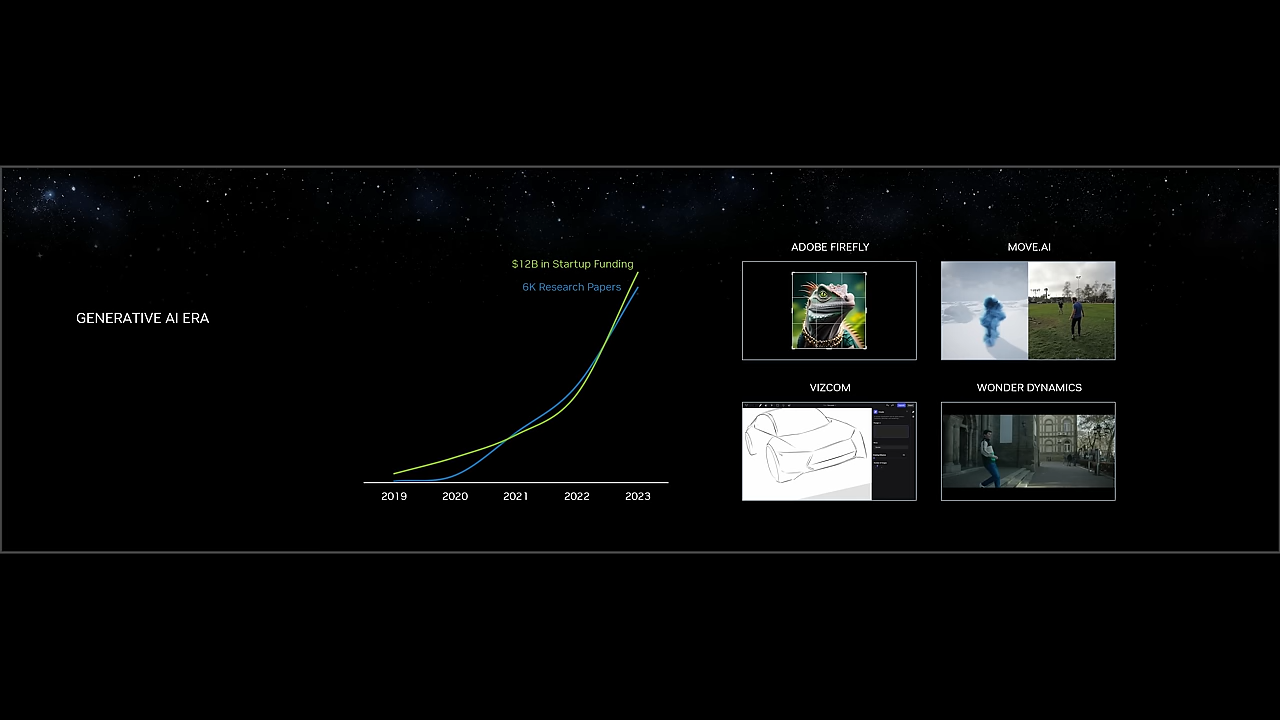 GENERATIVE AI ERA
$12B in Startup Funding
6K Research Papers
2019 2020 2021 2022 2023
ADOBE FIREFLY
MOVE.AI
VIZCOM
WONDER DYNAMICS